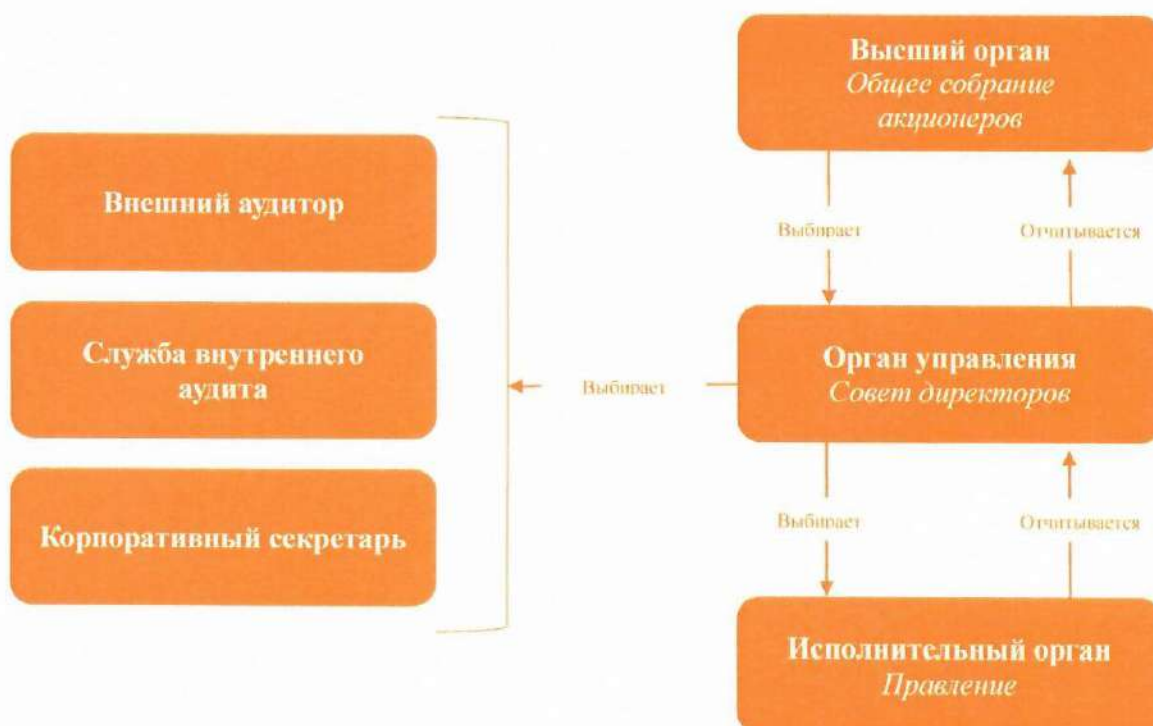 Высший орган
Общее собрание
акционеров
Внешний аудитор
Выбирает
Отчитывается
Служба внутреннего
аудита
Выбирает
Орган управления
Совет директоров
Корпоративный секретарь
Выбирает
Отчитывается
Исполнительный орган
Правление